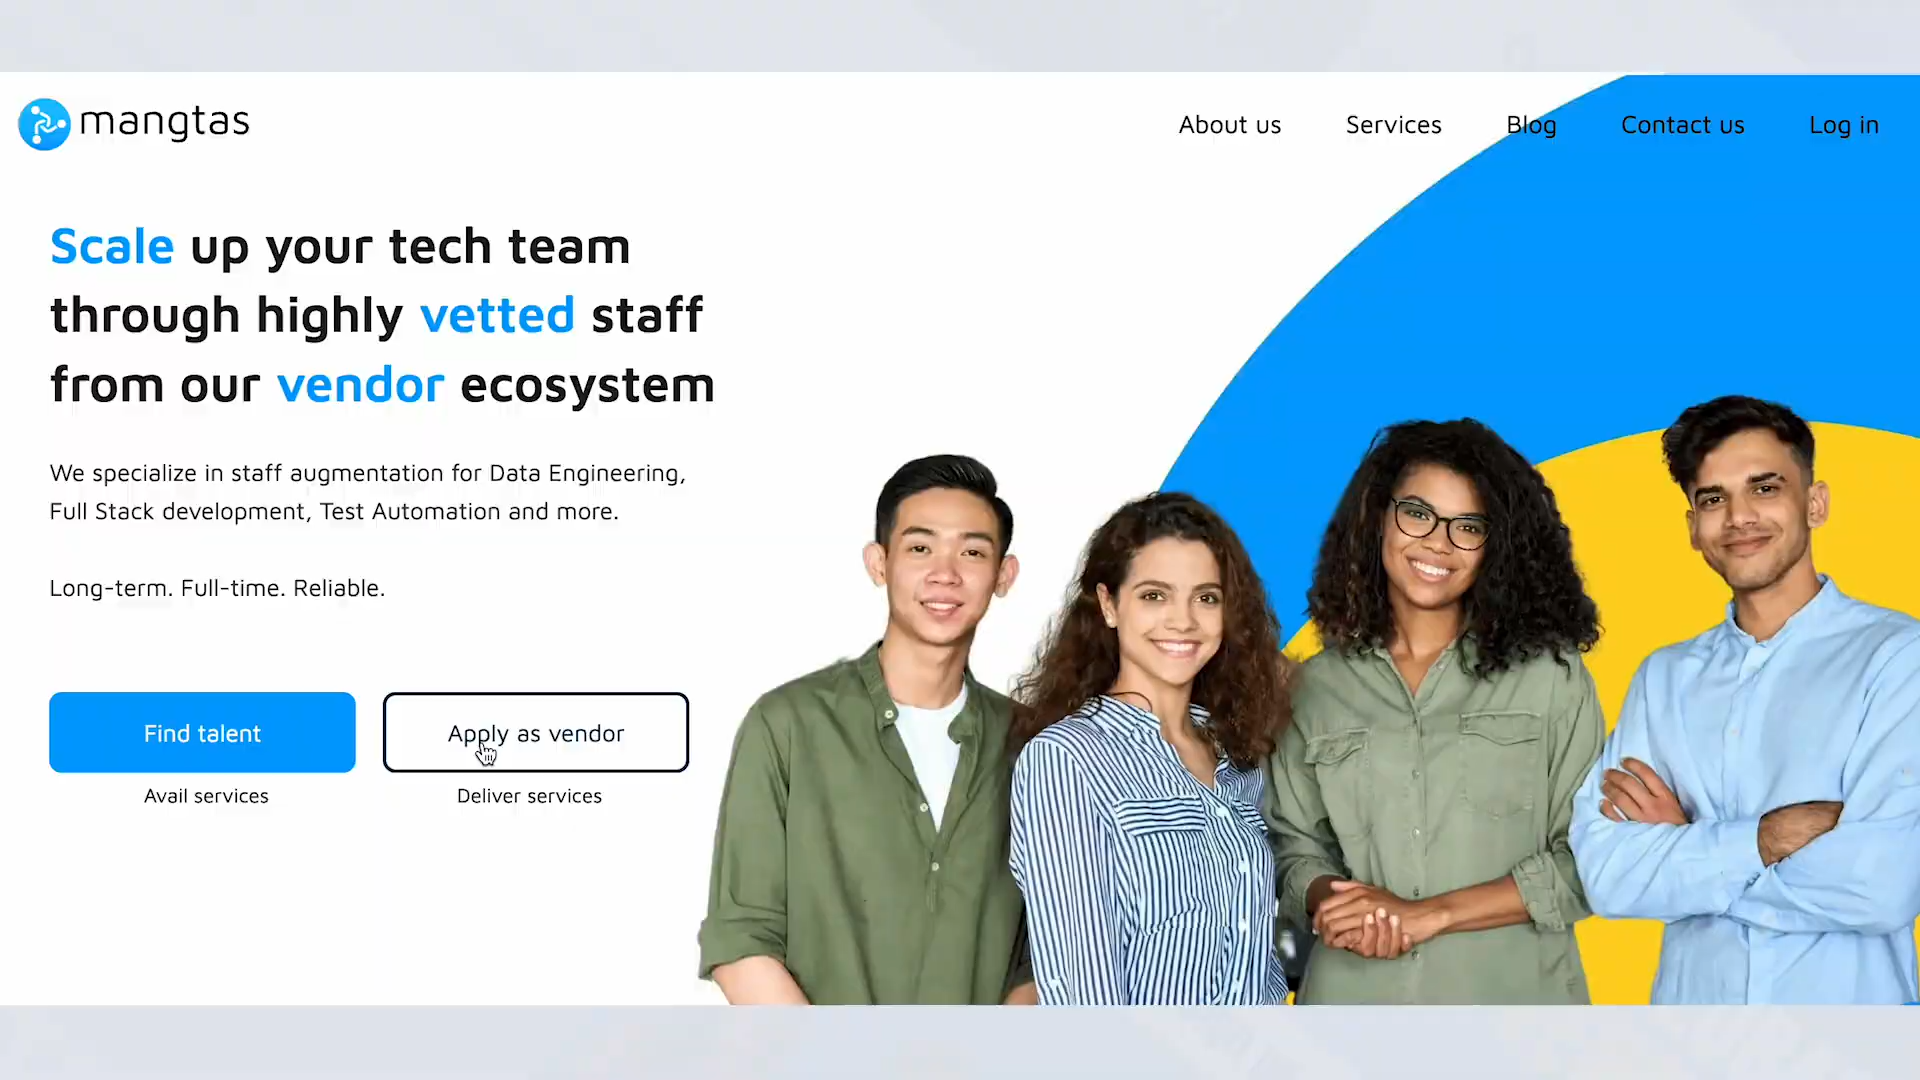 mangtas
About us
Services
Blog
Contact us
Log in
Scale up your tech team
through highly vetted staff
from our vendor ecosystem
We specialize in staff augmentation for Data Engineering,
Full Stack development, Test Automation and more.
Long-term. Full-time. Reliable.
Find talent
Apply as vendor
Avail services
Deliver services